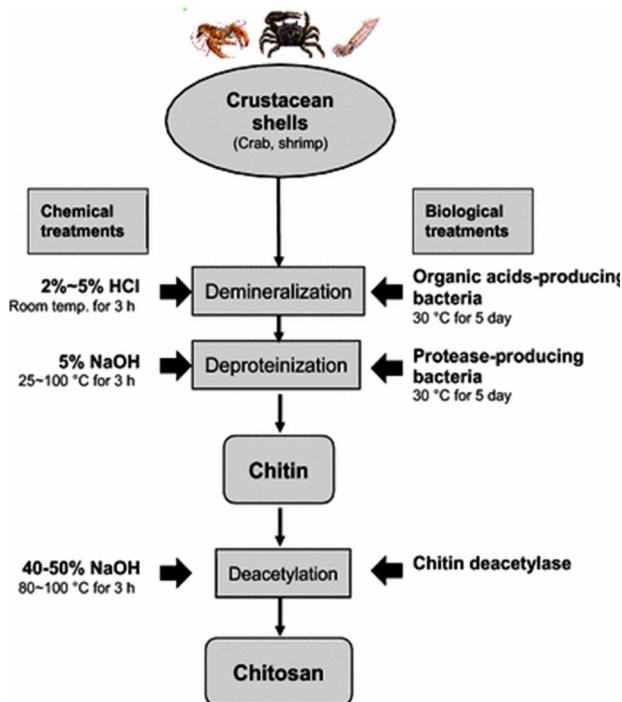 Crustacean
shells
(Crab, shrimp)
Chemical
treatments
Biological
treatments
2%~5% HCl
Room temp. for 3 h
Demineralization
Organic acids-producing
bacteria
30 °C for 5 day
5% NaOH
25~100 °C for 3 h
Deproteinization
Protease-producing
bacteria
30 °C for 5 day
Chitin
40-50% NaOH
80~100 °C for 3 h
Deacetylation
Chitin deacetylase
Chitosan